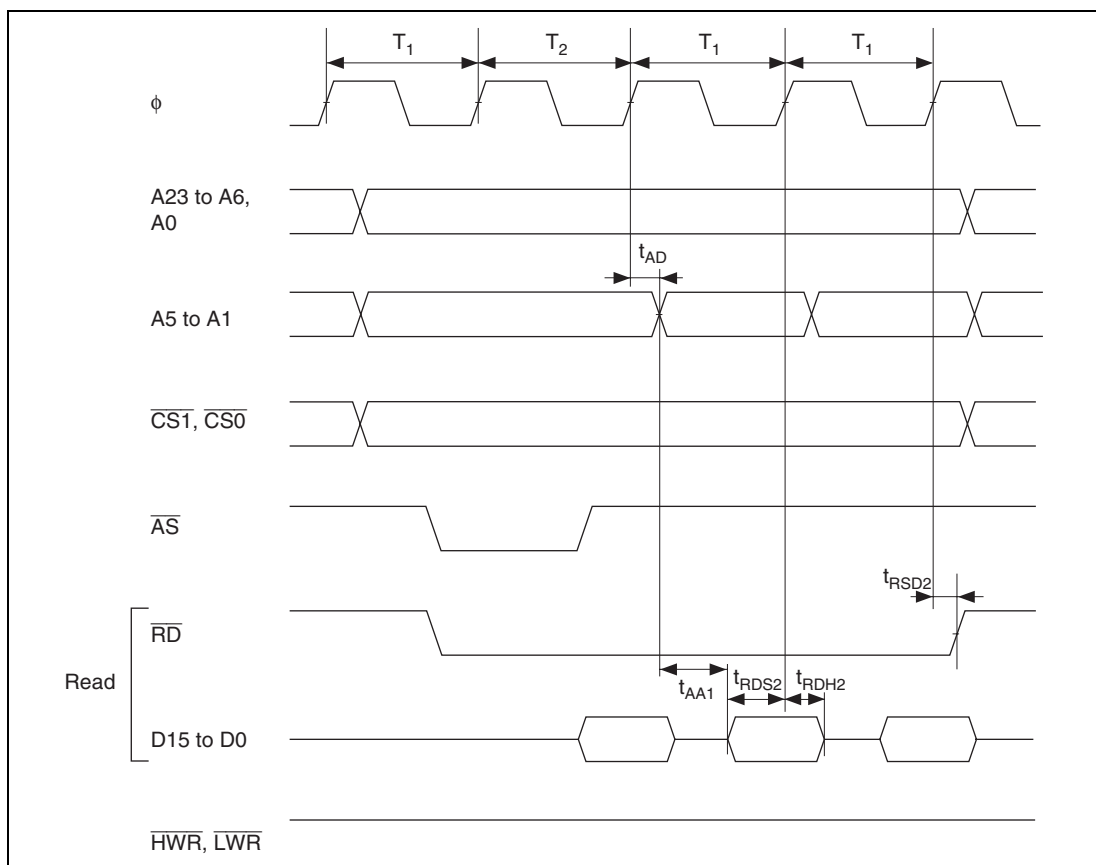 T1 T2 T1 T1
φ
A23 to A6,
A0
tAD
A5 to A1
CS1, CS0
AS
tRSD2
RD
Read
tAA1 tRDS2 tRDH2
D15 to D0
HWR, LWR